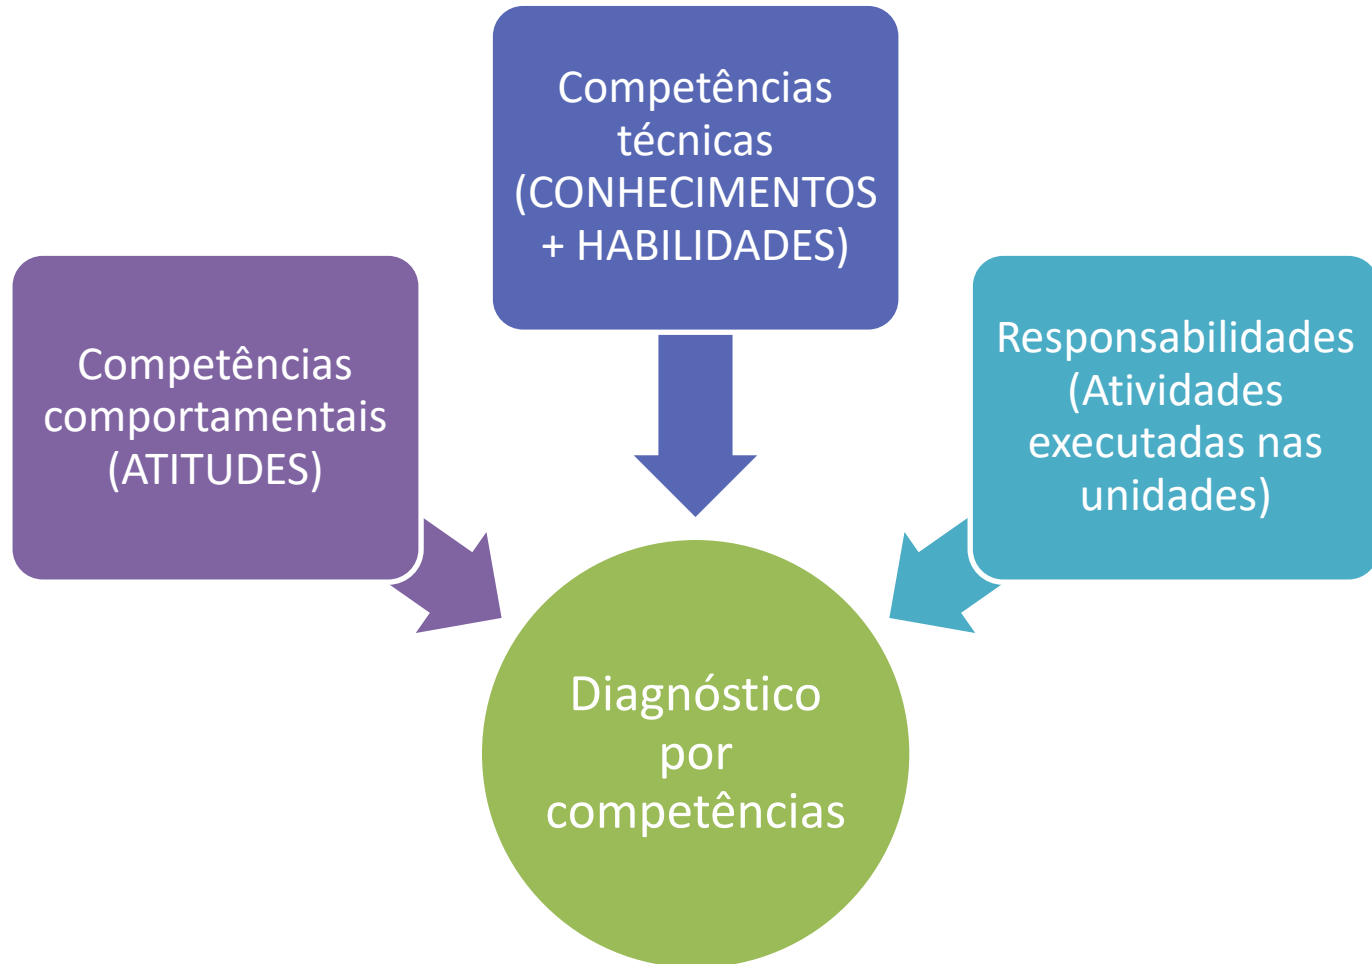 Competências
técnicas
(CONHECIMENTOS
+ HABILIDADES)
Competências
comportamentais
(ATITUDES)
Responsabilidades
(Atividades
executadas nas
unidades)
Diagnóstico
por
competências